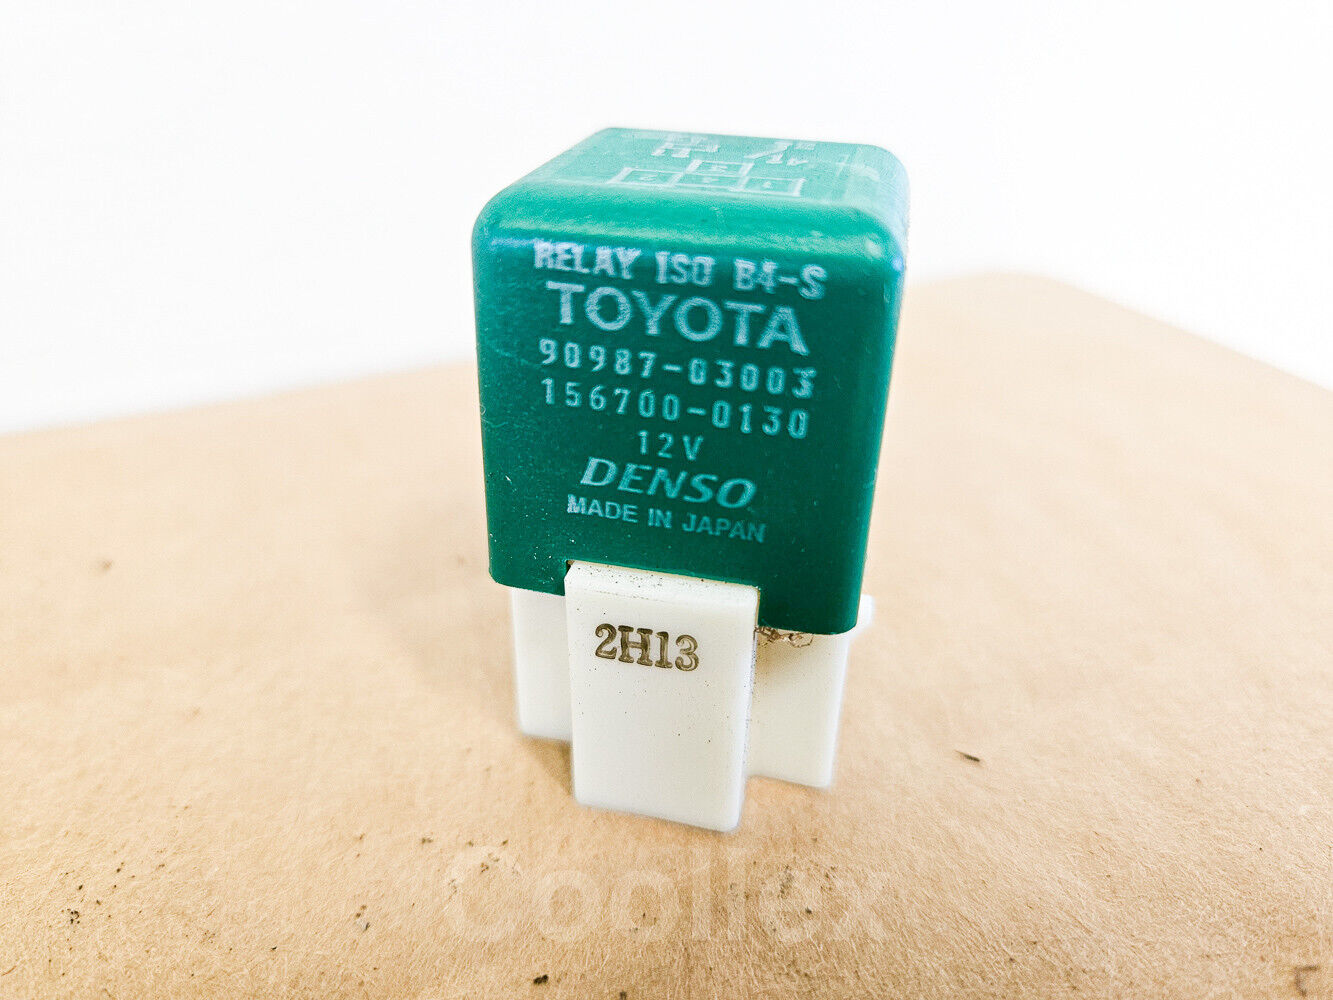 RELAY ISO B4-S
TOYOTA
90987-03003
156700-0130
12V
DENSO
MADE IN JAPAN
2H13